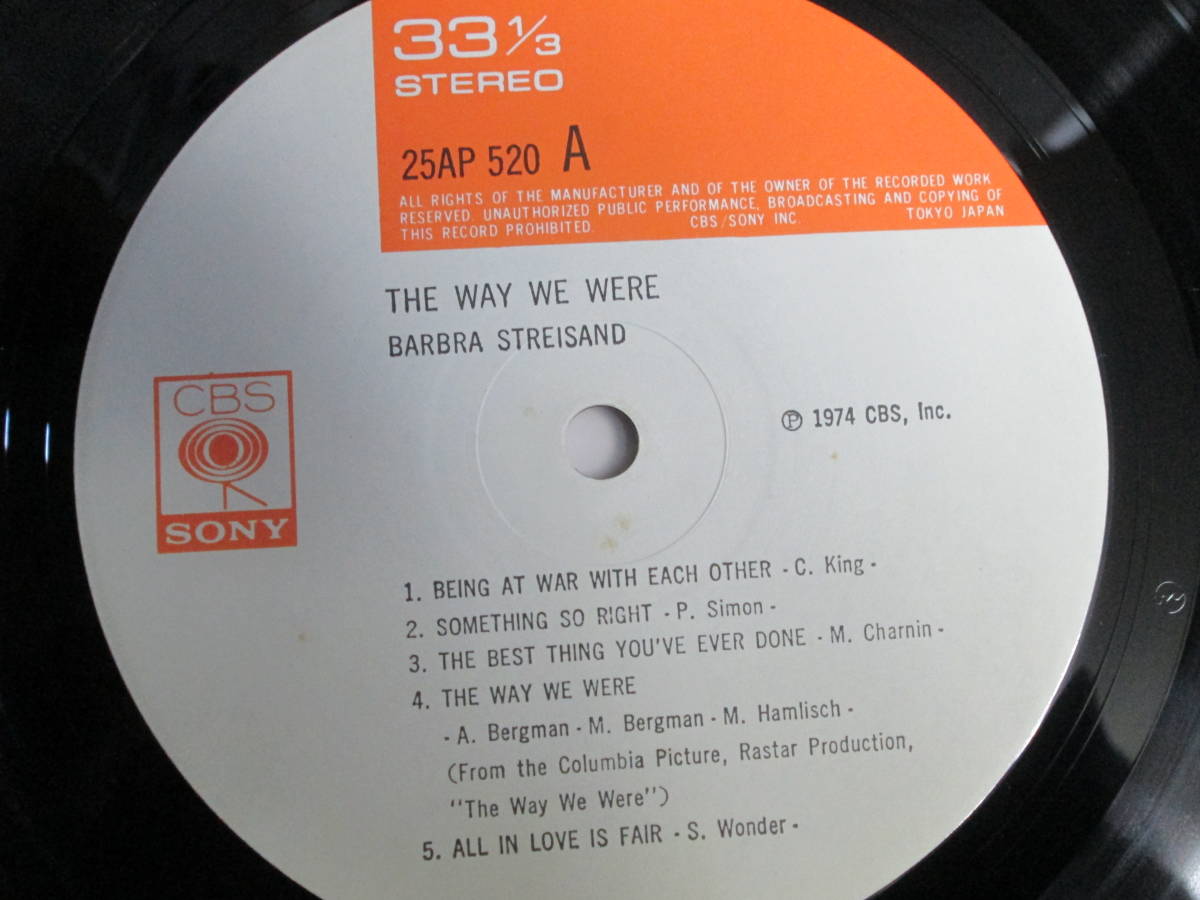 33 1/3
STEREO
25AP 520 A
ALL RIGHTS OF THE MANUFACTURER AND OF THE OWNER OF THE RECORDED WORK
RESERVED. UNAUTHORIZED PUBLIC PERFORMANCE, BROADCASTING AND COPYING OF
THIS RECORD PROHIBITED. CBS/SONY INC. TOKYO JAPAN
THE WAY WE WERE
BARBRA STREISAND
CBS
SONY
℗ 1974 CBS, Inc.
1. BEING AT WAR WITH EACH OTHER - C. King -
2. SOMETHING SO RIGHT - P. Simon -
3. THE BEST THING YOU'VE EVER DONE - M. Charnin -
4. THE WAY WE WERE
- A. Bergman - M. Bergman - M. Hamlisch -
(From the Columbia Picture, Rastar Production,
"The Way We Were")
5. ALL IN LOVE IS FAIR - S. Wonder -